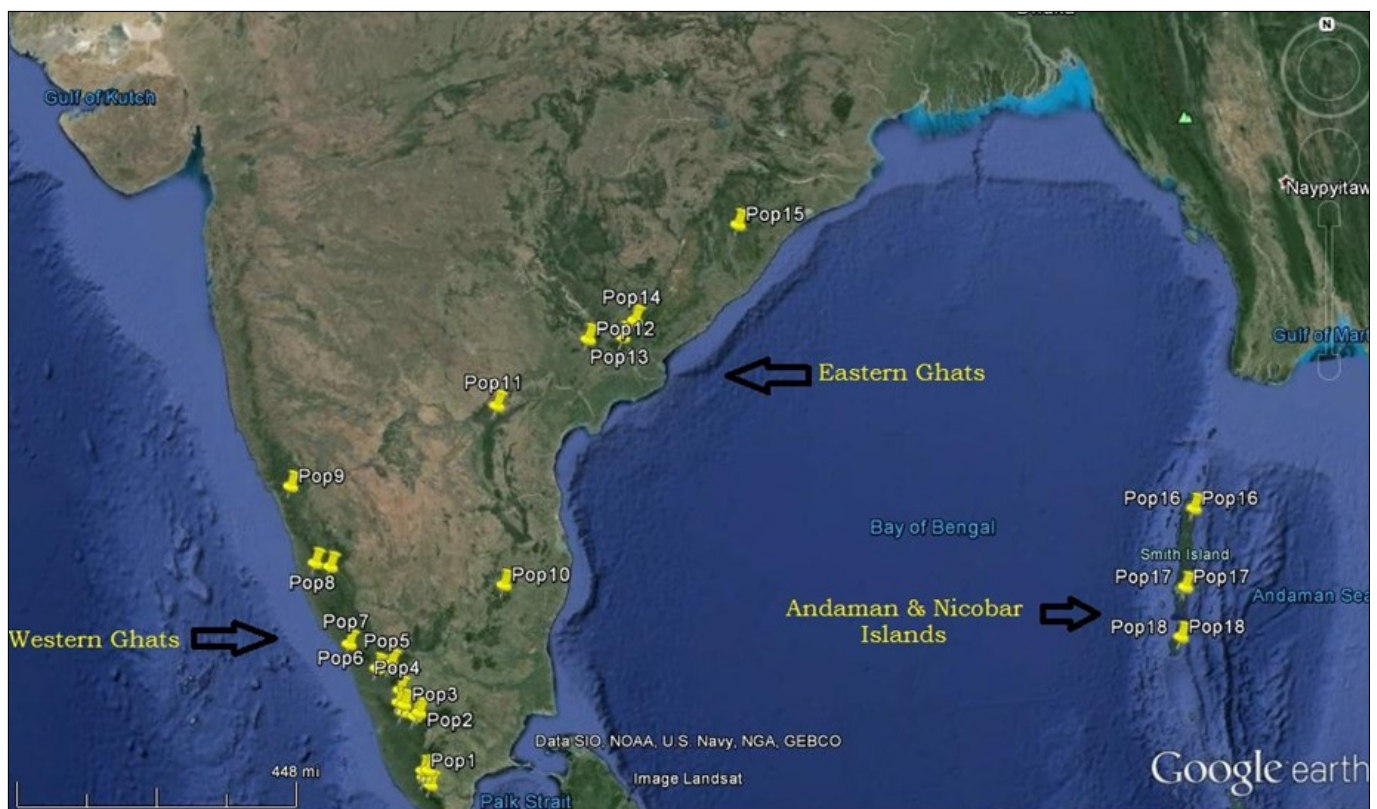 Gulf of Kutch
N
Naypyitaw
Pop15
Pop14
Pop12
Pop13
Gulf of Mart
Eastern Ghats
Pop11
Pop9
Pop16 Pop16
Bay of Bengal
Smith Island
Pop8
Pop10
Pop17 Pop17
Andaman Sea
Andaman & Nicobar
Islands
Pop7
Pop18 Pop18
Western Ghats
Pop5
Pop6
Pop4
Pop3
Pop2
Data SIO, NOAA, U.S. Navy, NGA, GEBCO
Pop1
448 mi
Image Landsat
Google earth
Palk Strait